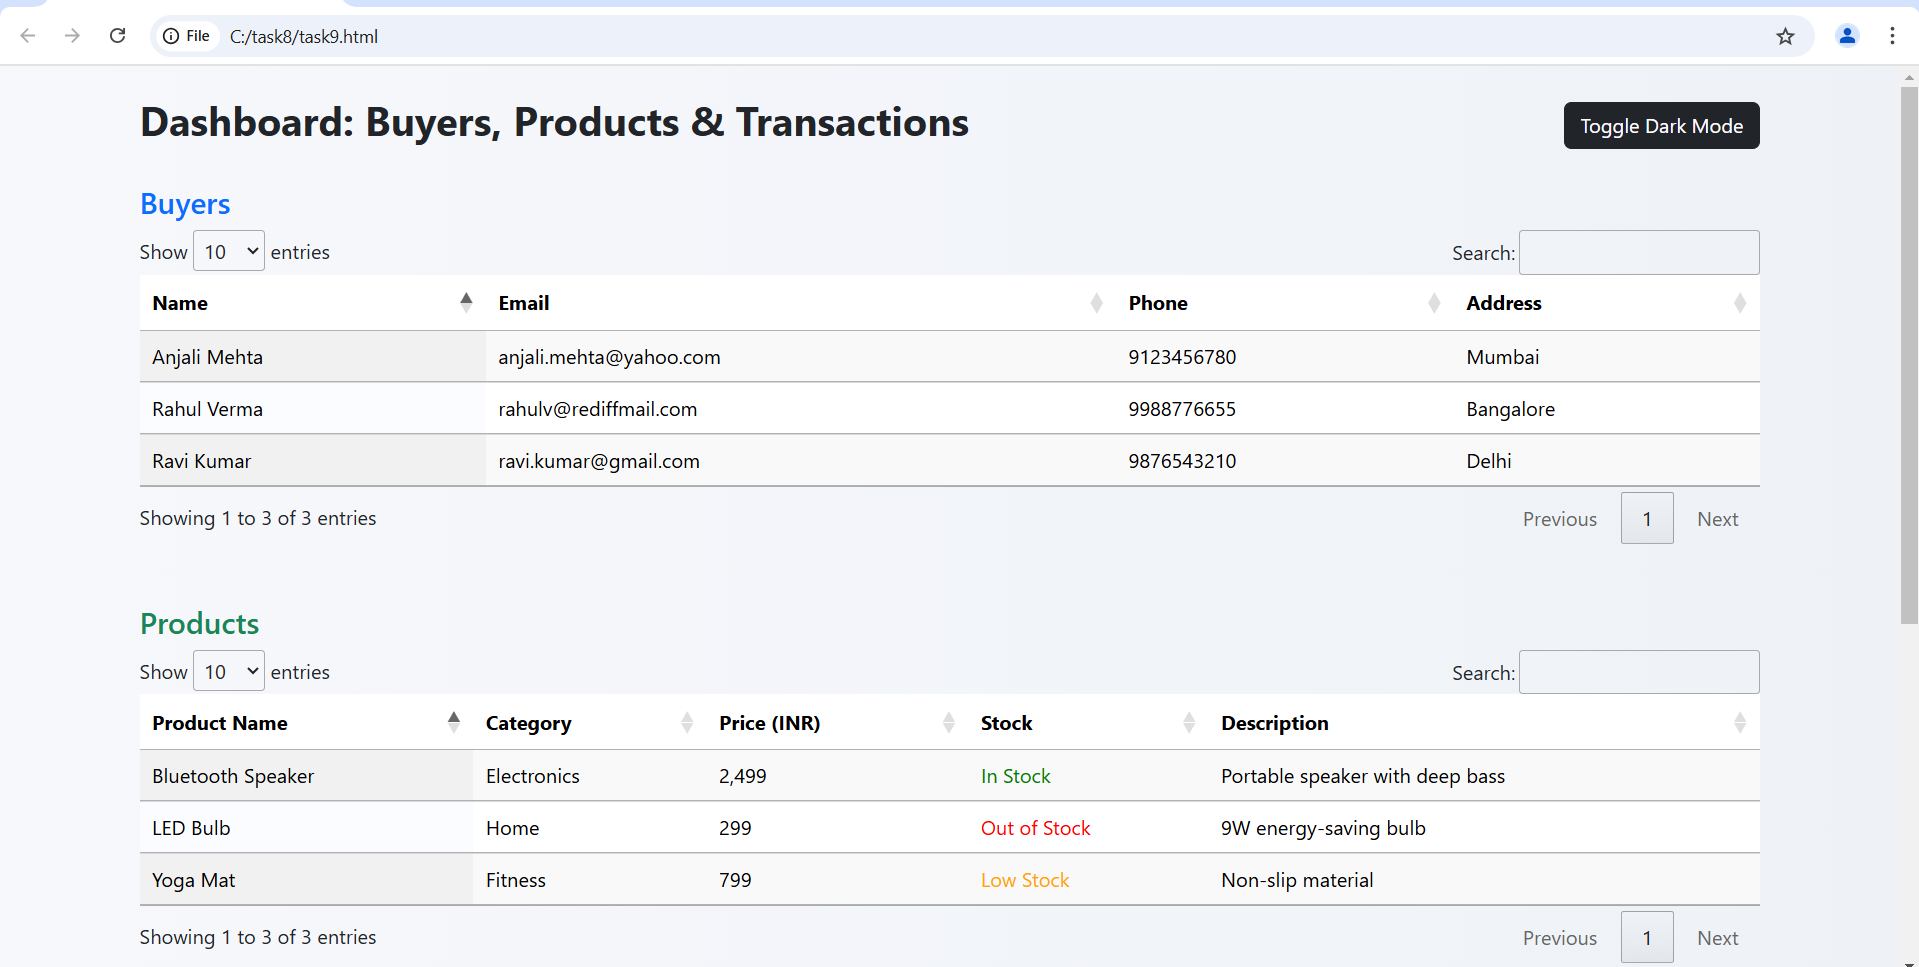 File C:/task8/task9.html
Dashboard: Buyers, Products & Transactions Toggle Dark Mode
Buyers
Show 10 entries Search:
Name Email Phone Address
Anjali Mehta anjali.mehta@yahoo.com 9123456780 Mumbai
Rahul Verma rahulv@rediffmail.com 9988776655 Bangalore
Ravi Kumar ravi.kumar@gmail.com 9876543210 Delhi
Showing 1 to 3 of 3 entries Previous 1 Next
Products
Show 10 entries Search:
Product Name Category Price (INR) Stock Description
Bluetooth Speaker Electronics 2,499 In Stock Portable speaker with deep bass
LED Bulb Home 299 Out of Stock 9W energy-saving bulb
Yoga Mat Fitness 799 Low Stock Non-slip material
Showing 1 to 3 of 3 entries Previous 1 Next